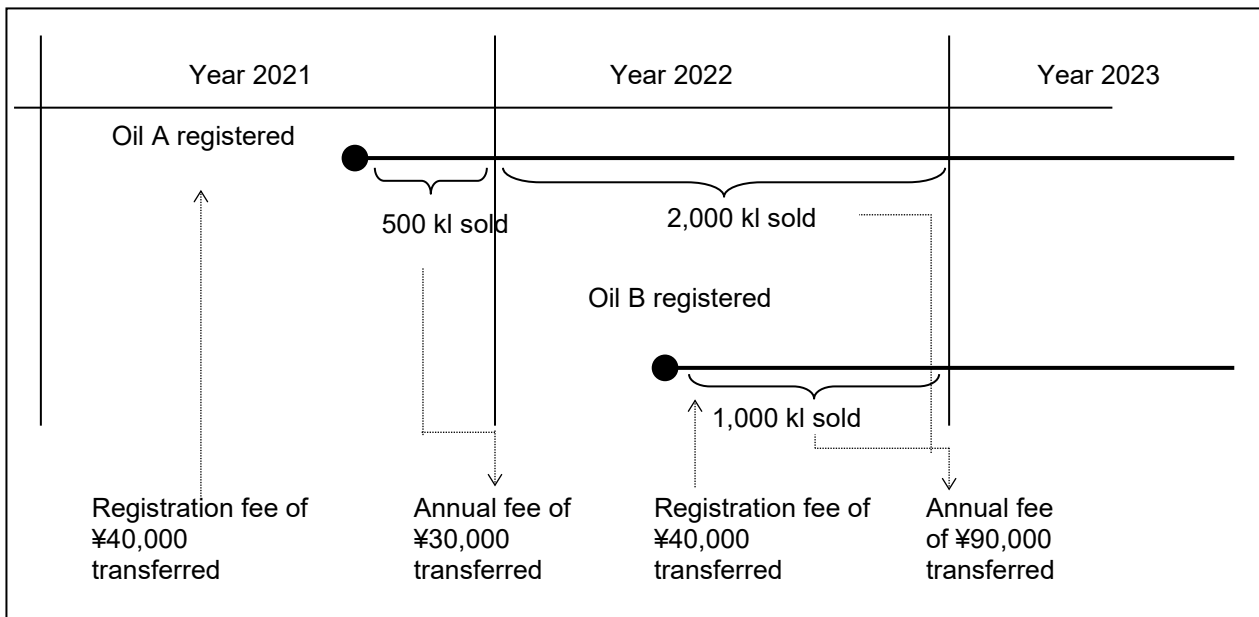 Year 2021
Year 2022
Year 2023
Oil A registered
500 kl sold
2,000 kl sold
Oil B registered
1,000 kl sold
Registration fee of
¥40,000
transferred
Annual fee of
¥30,000
transferred
Registration fee of
¥40,000
transferred
Annual fee
of ¥90,000
transferred